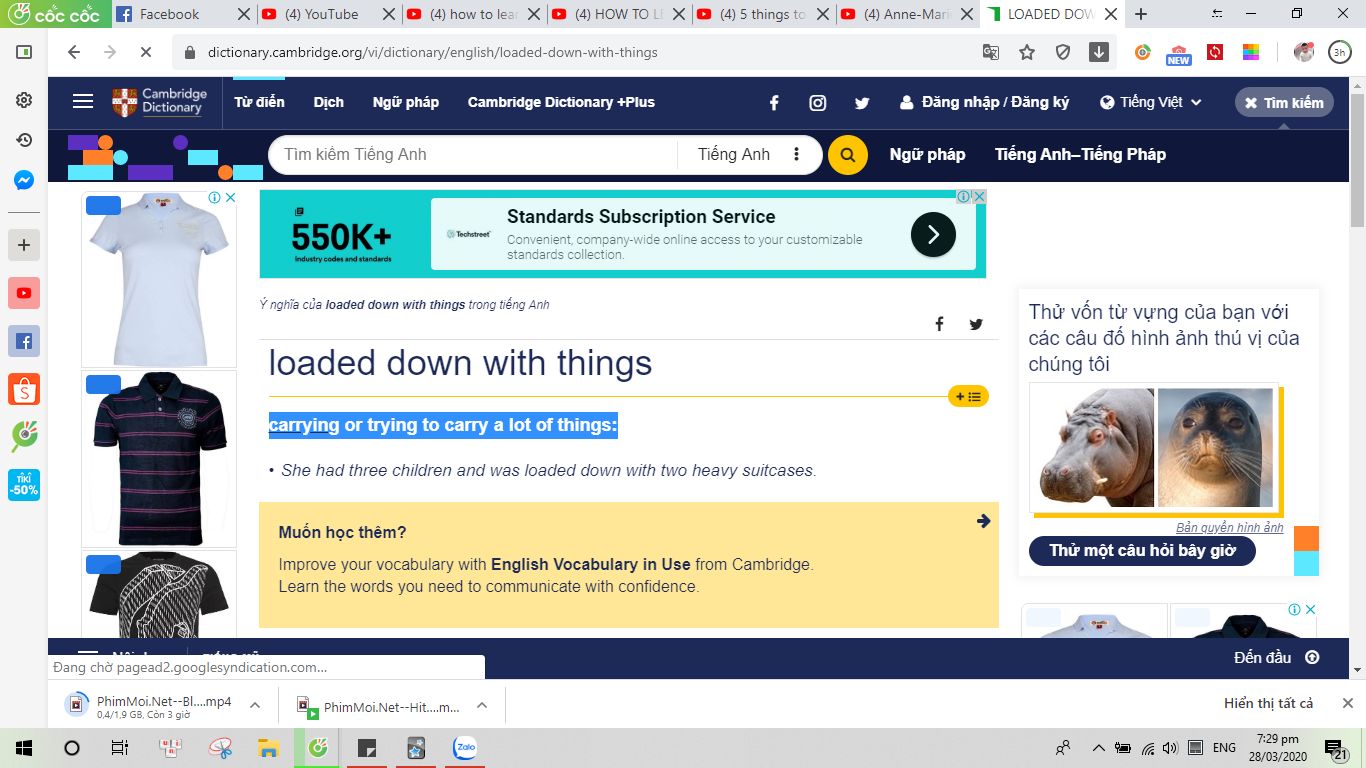 cốc cốc
Facebook
(4) YouTube
(4) how to lear
(4) HOW TO LE
(4) 5 things to
(4) Anne-Mari
LOADED DOW
dictionary.cambridge.org/vi/dictionary/english/loaded-down-with-things
NEW
3h
Cambridge
Dictionary
Từ điển
Dịch
Ngữ pháp
Cambridge Dictionary +Plus
Đăng nhập / Đăng ký
Tiếng Việt
Tìm kiếm
Tìm kiếm Tiếng Anh
Tiếng Anh
Ngữ pháp
Tiếng Anh–Tiếng Pháp
550K+
Industry codes and standards
Techstreet
Standards Subscription Service
Convenient, company-wide online access to your customizable
standards collection.
Ý nghĩa của loaded down with things trong tiếng Anh
loaded down with things
carrying or trying to carry a lot of things:
• She had three children and was loaded down with two heavy suitcases.
Muốn học thêm?
Improve your vocabulary with English Vocabulary in Use from Cambridge.
Learn the words you need to communicate with confidence.
Thử vốn từ vựng của bạn với
các câu đố hình ảnh thú vị của
chúng tôi
Bản quyền hình ảnh
Thử một câu hỏi bây giờ
TIKI
-50%
Đến đầu
Đang chờ pagead2.googlesyndication.com...
PhimMoi.Net--Bl....mp4
0,4/1,9 GB, Còn 3 giờ
PhimMoi.Net--Hit....m...
Hiển thị tất cả
Zalo
ENG
7:29 pm
28/03/2020
21